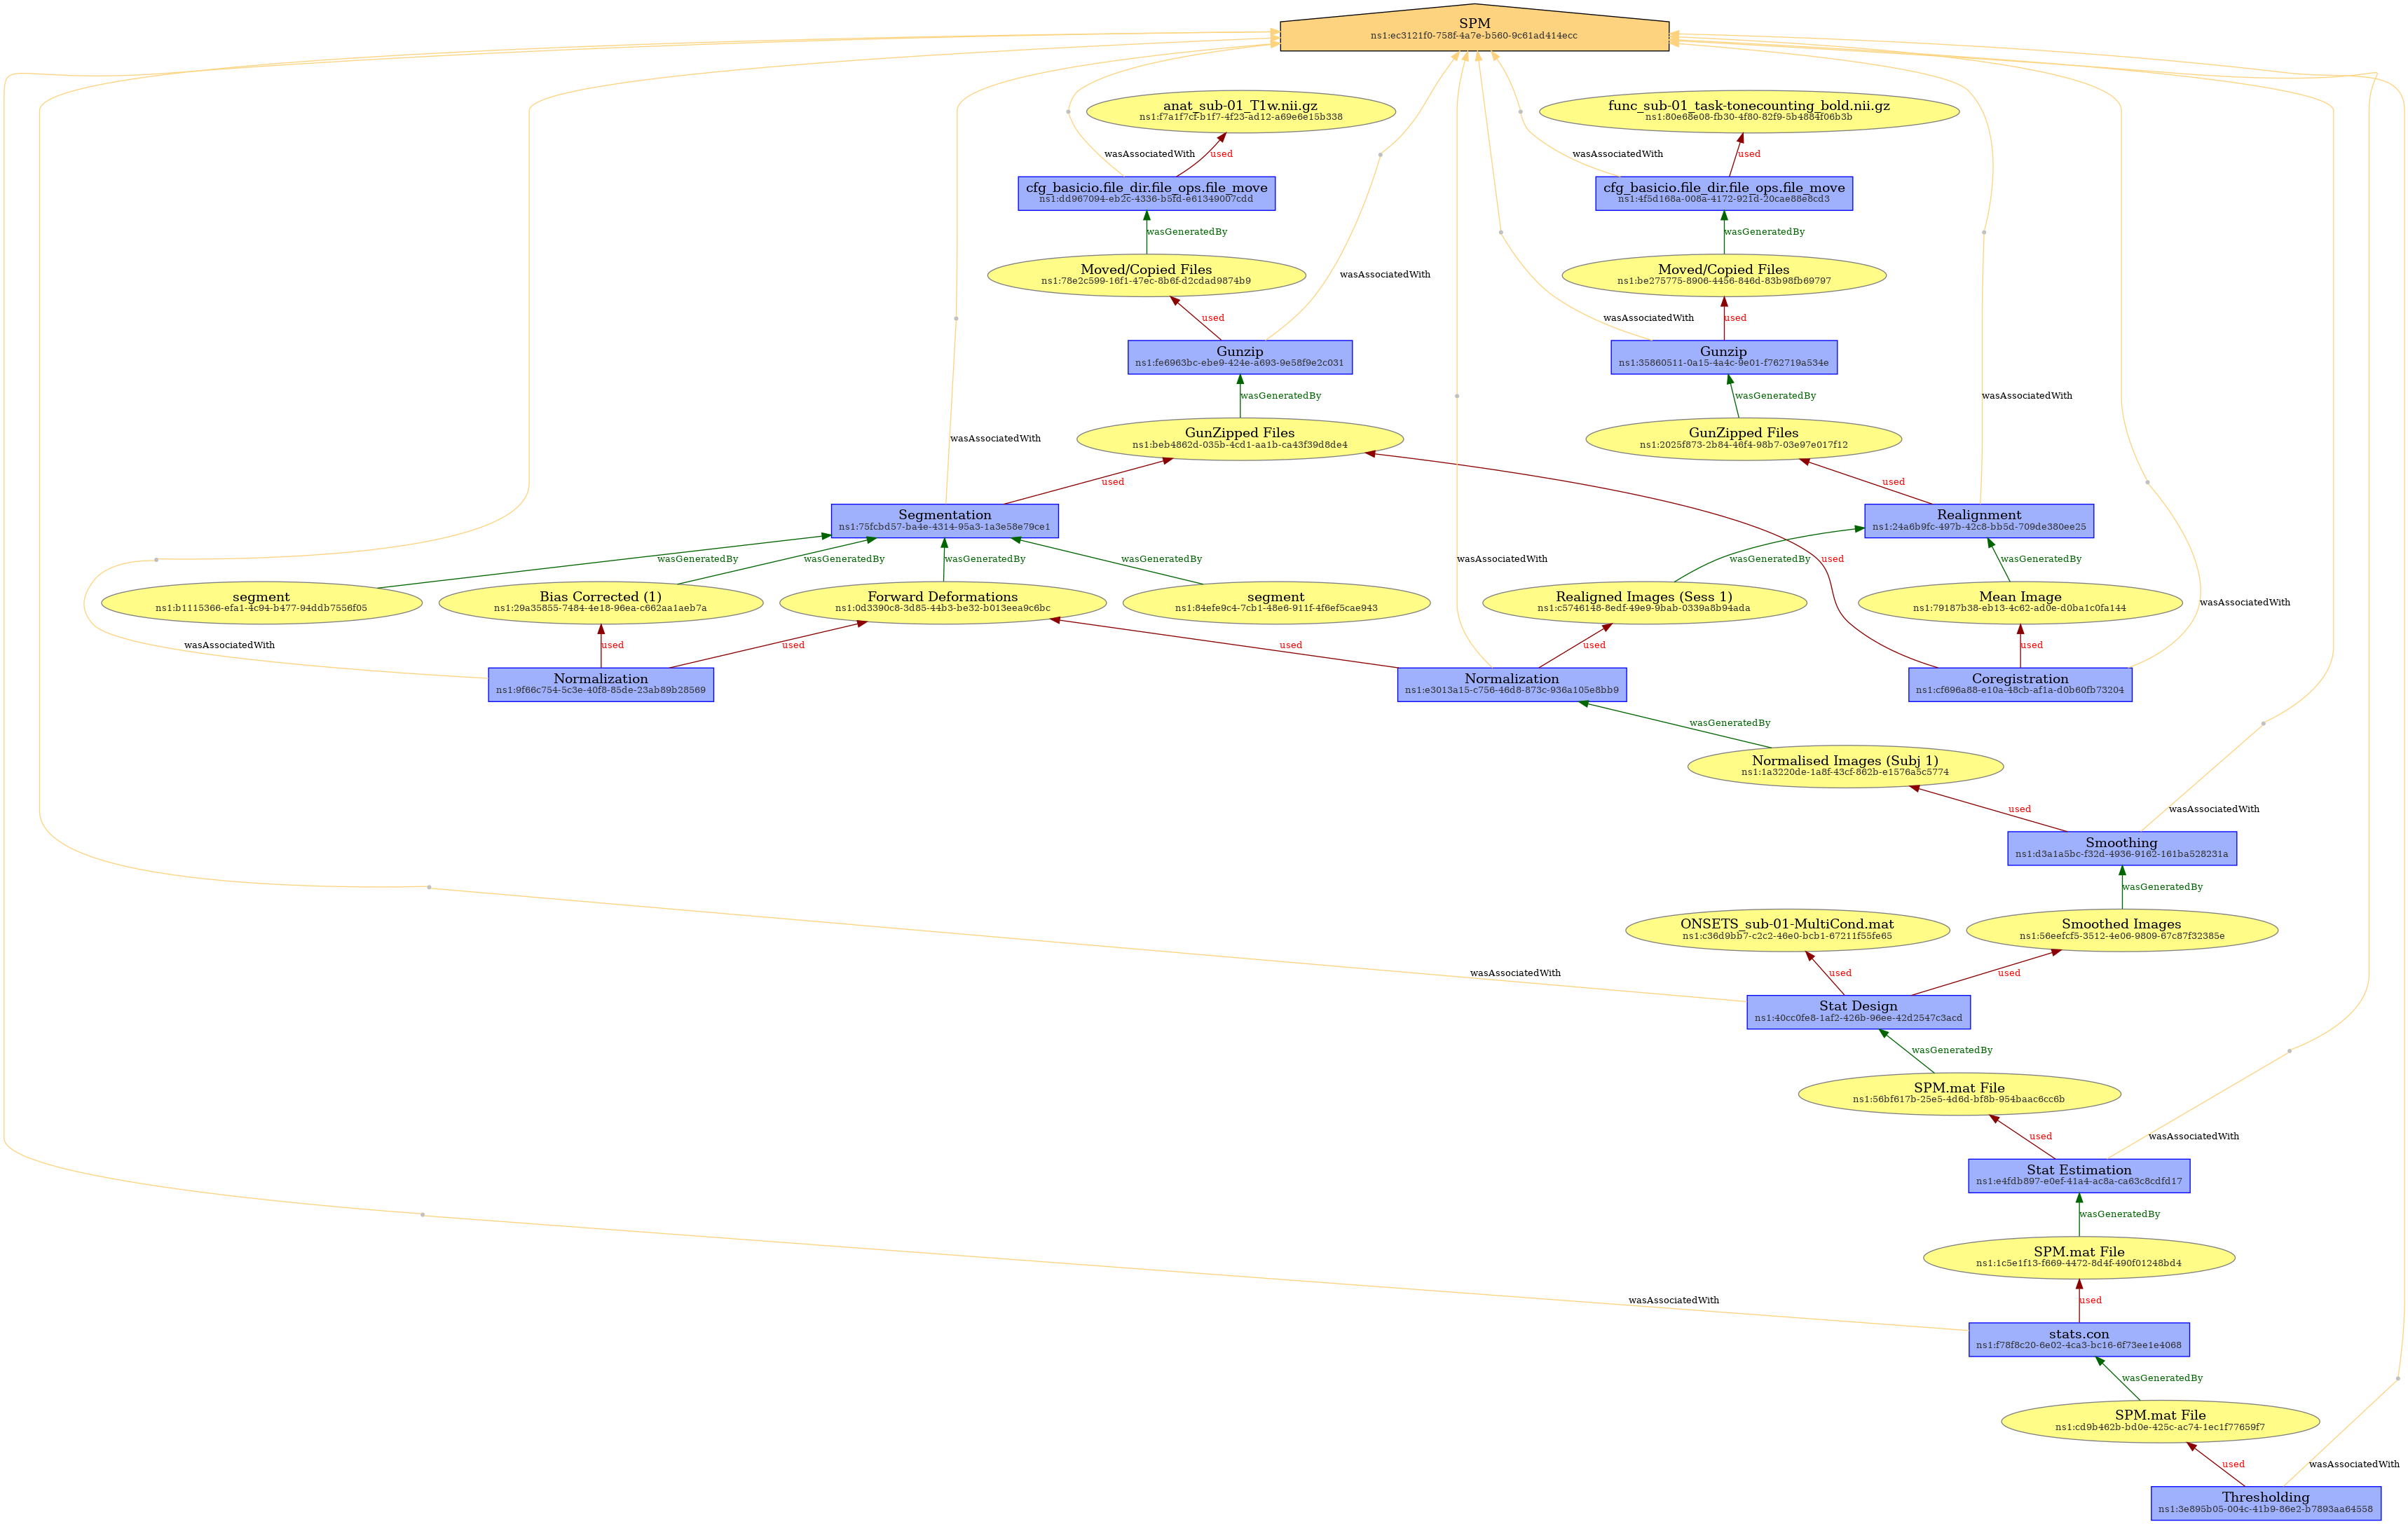 SPM
ns1:ec3121f0-758f-4a7e-b560-9c61ad414ecc
anat_sub-01_T1w.nii.gz
ns1:f7a1f7cf-b1f7-4f23-ad12-a69e6e15b338
func_sub-01_task-tonecounting_bold.nii.gz
ns1:80e68e08-fb30-4f80-82f9-5b4884f06b3b
wasAssociatedWith
used
wasAssociatedWith
used
cfg_basicio.file_dir.file_ops.file_move
ns1:dd967094-eb2c-4336-b5fd-e61349007cdd
cfg_basicio.file_dir.file_ops.file_move
ns1:4f5d168a-008a-4172-921d-20cae88e8cd3
wasGeneratedBy
wasGeneratedBy
Moved/Copied Files
ns1:78e2c599-16f1-47ec-8b6f-d2cdad9874b9
wasAssociatedWith
Moved/Copied Files
ns1:be275775-8906-4456-846d-83b98fb69797
used
wasAssociatedWith
used
Gunzip
ns1:fe6963bc-ebe9-424e-a693-9e58f9e2c031
Gunzip
ns1:35860511-0a15-4a4c-9e01-f762719a534e
wasGeneratedBy
wasGeneratedBy
wasAssociatedWith
wasAssociatedWith
GunZipped Files
ns1:beb4862d-035b-4cd1-aa1b-ca43f39d8de4
GunZipped Files
ns1:2025f873-2b84-46f4-98b7-03e97e017f12
used
used
Segmentation
ns1:75fcbd57-ba4e-4314-95a3-1a3e58e79ce1
Realignment
ns1:24a6b9fc-497b-42c8-bb5d-709de380ee25
wasGeneratedBy
wasGeneratedBy
wasGeneratedBy
wasGeneratedBy
wasAssociatedWith
wasGeneratedBy
used
wasGeneratedBy
segment
ns1:b1115366-efa1-4c94-b477-94ddb7556f05
Bias Corrected (1)
ns1:29a35855-7484-4e18-96ea-c662aa1aeb7a
Forward Deformations
ns1:0d3390c8-3d85-44b3-be32-b013eea9c6bc
segment
ns1:84efe9c4-7cb1-48e6-911f-4f6ef5cae943
Realigned Images (Sess 1)
ns1:c5746148-8edf-49e9-9bab-0339a8b94ada
Mean Image
ns1:79187b38-eb13-4c62-ad0e-d0ba1c0fa144
wasAssociatedWith
wasAssociatedWith
used
used
used
used
used
Normalization
ns1:9f66c754-5c3e-40f8-85de-23ab89b28569
Normalization
ns1:e3013a15-c756-46d8-873c-936a105e8bb9
Coregistration
ns1:cf696a88-e10a-48cb-af1a-d0b60fb73204
wasGeneratedBy
Normalised Images (Subj 1)
ns1:1a3220de-1a8f-43cf-862b-e1576a5c5774
used
wasAssociatedWith
Smoothing
ns1:d3a1a5bc-f32d-4936-9162-161ba528231a
wasGeneratedBy
ONSETS_sub-01-MultiCond.mat
ns1:c36d9bb7-c2c2-46e0-bcb1-67211f55fe65
Smoothed Images
ns1:56eefcf5-3512-4e06-9809-67c87f32385e
wasAssociatedWith
used
used
Stat Design
ns1:40cc0fe8-1af2-426b-96ee-42d2547c3acd
wasGeneratedBy
SPM.mat File
ns1:56bf617b-25e5-4d6d-bf8b-954baac6cc6b
used
wasAssociatedWith
Stat Estimation
ns1:e4fdb897-e0ef-41a4-ac8a-ca63c8cdfd17
wasGeneratedBy
SPM.mat File
ns1:1c5e1f13-f669-4472-8d4f-490f01248bd4
wasAssociatedWith
used
stats.con
ns1:f78f8c20-6e02-4ca3-bc16-6f73ee1e4068
wasGeneratedBy
SPM.mat File
ns1:cd9b462b-bd0e-425c-ac74-1ec1f77659f7
used
wasAssociatedWith
Thresholding
ns1:3e895b05-004c-41b9-86e2-b7893aa64558